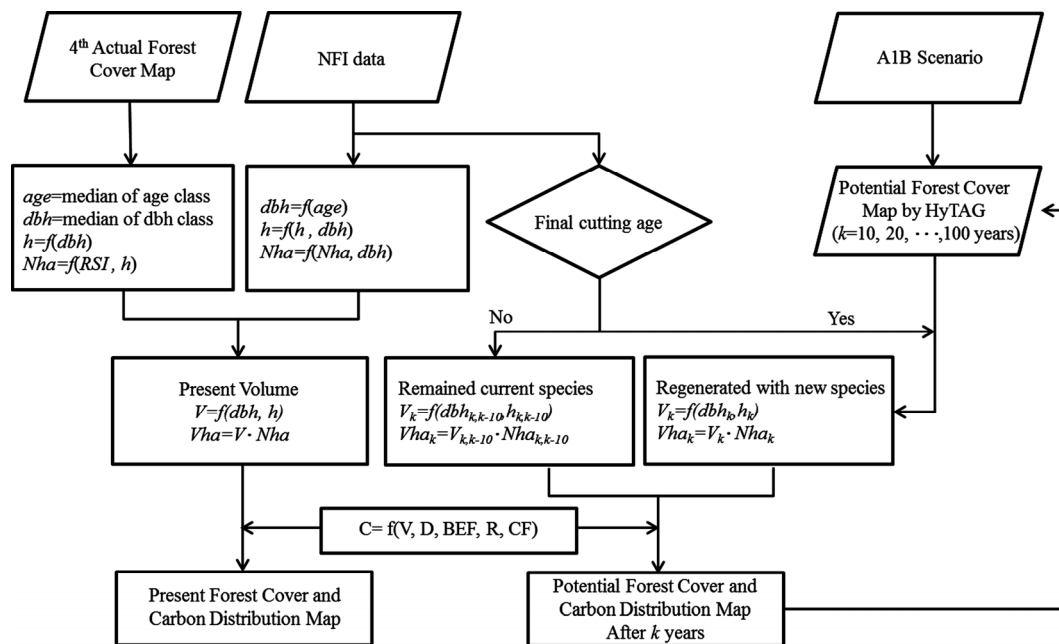 4th Actual Forest
Cover Map
NFI data
A1B Scenario
age=median of age class
dbh=median of dbh class
h=f(dbh)
Nha=f(RSI , h)
dbh=f(age)
h=f(h , dbh)
Nha=f(Nha, dbh)
Final cutting age
Potential Forest Cover
Map by HyTAG
(k=10, 20, ⋯,100 years)
No
Yes
Present Volume
V=f(dbh, h)
Vha=V · Nha
Remained current species
Vk=f(dbhk,k-10,hk,k-10)
Vhak=Vk,k-10 · Nhak,k-10
Regenerated with new species
Vk=f(dbhk,hk)
Vhak=Vk · Nhak
C= f(V, D, BEF, R, CF)
Present Forest Cover and
Carbon Distribution Map
Potential Forest Cover and
Carbon Distribution Map
After k years